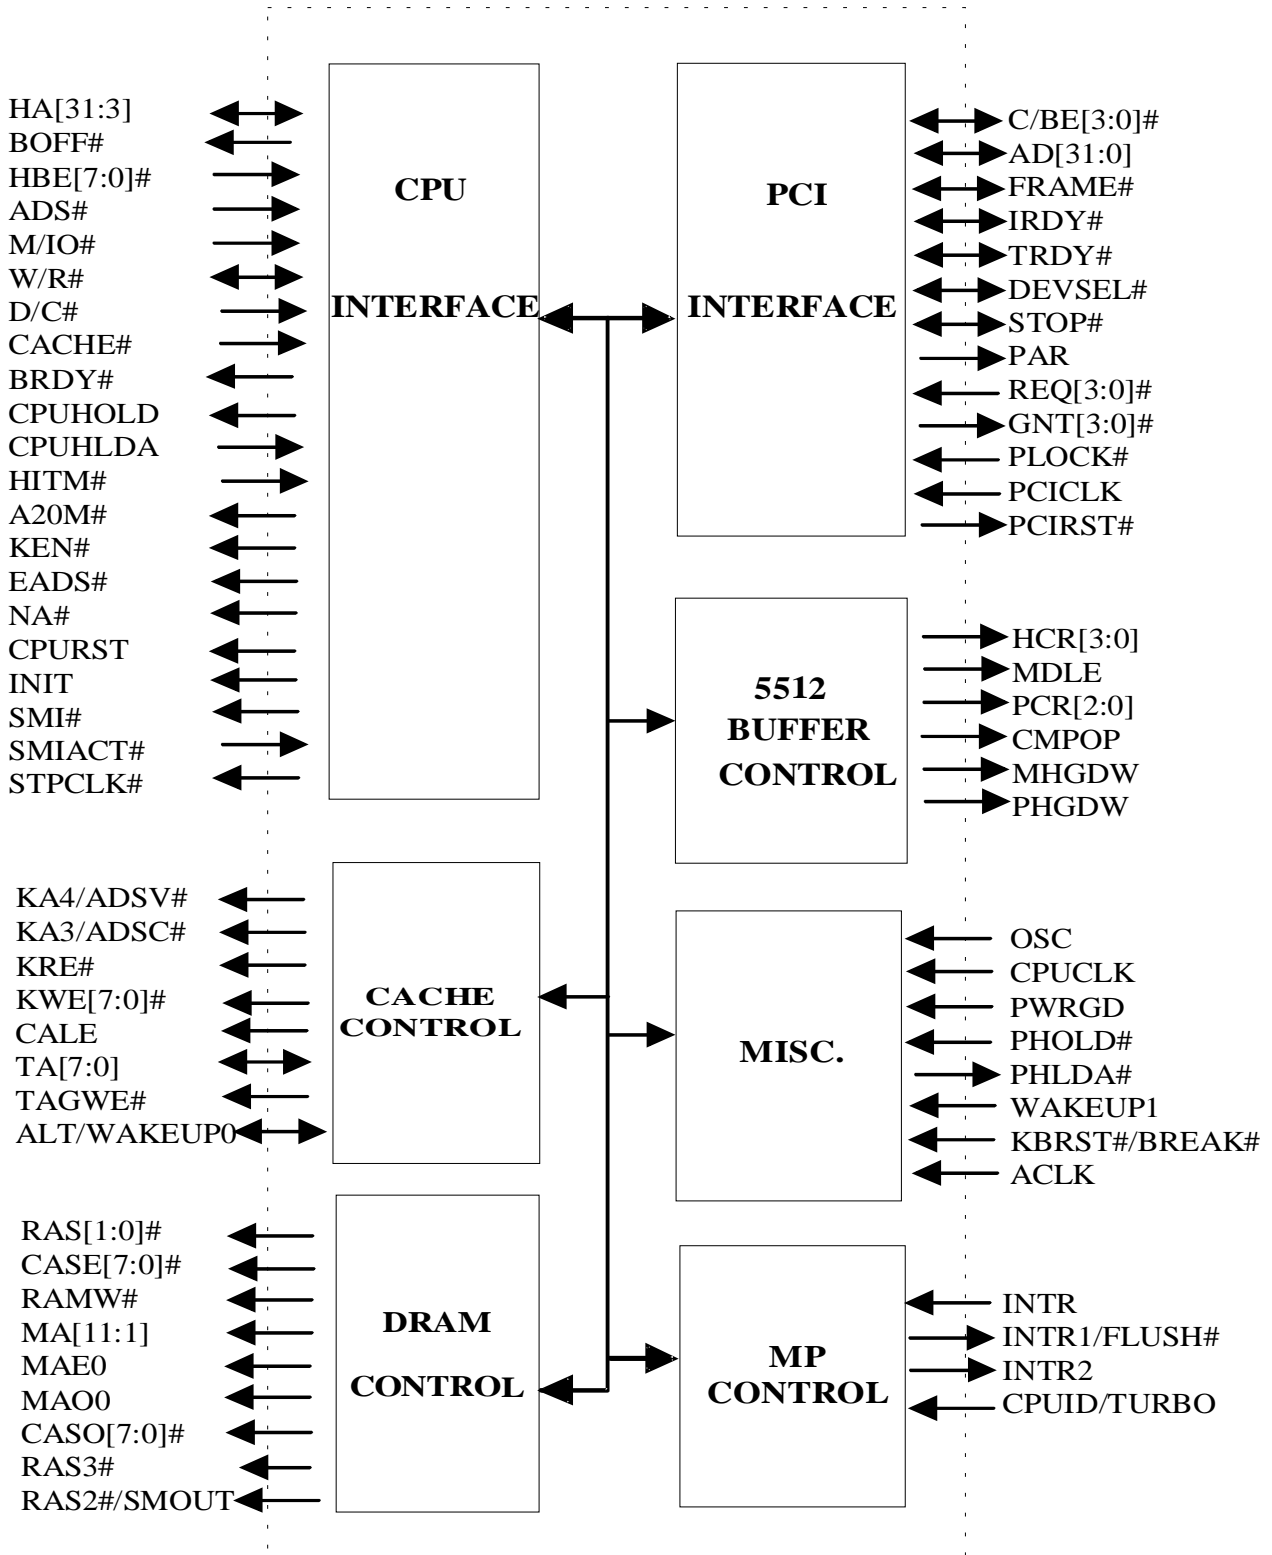 HA[31:3]
BOFF#
HBE[7:0]#
ADS#
M/IO#
W/R#
D/C#
CACHE#
BRDY#
CPUHOLD
CPUHLDA
HITM#
A20M#
KEN#
EADS#
NA#
CPURST
INIT
SMI#
SMIACT#
STPCLK#
CPU
INTERFACE
PCI
INTERFACE
C/BE[3:0]#
AD[31:0]
FRAME#
IRDY#
TRDY#
DEVSEL#
STOP#
PAR
REQ[3:0]#
GNT[3:0]#
PLOCK#
PCICLK
PCIRST#
5512
BUFFER
CONTROL
HCR[3:0]
MDLE
PCR[2:0]
CMPOP
MHGDW
PHGDW
KA4/ADSV#
KA3/ADSC#
KRE#
KWE[7:0]#
CALE
TA[7:0]
TAGWE#
ALT/WAKEUP0
CACHE
CONTROL
MISC.
OSC
CPUCLK
PWRGD
PHOLD#
PHLDA#
WAKEUP1
KBRST#/BREAK#
ACLK
RAS[1:0]#
CASE[7:0]#
RAMW#
MA[11:1]
MAE0
MAO0
CASO[7:0]#
RAS3#
RAS2#/SMOUT
DRAM
CONTROL
MP
CONTROL
INTR
INTR1/FLUSH#
INTR2
CPUID/TURBO